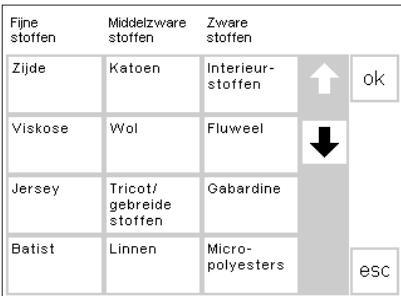 Fijne Middelzware Zware
stoffen stoffen stoffen
Zijde Katoen Interieur-
stoffen
ok
Viskose Wol Fluweel
Jersey Tricot/ Gabardine
gebreide
stoffen
Batist Linnen Micro-
polyesters
esc